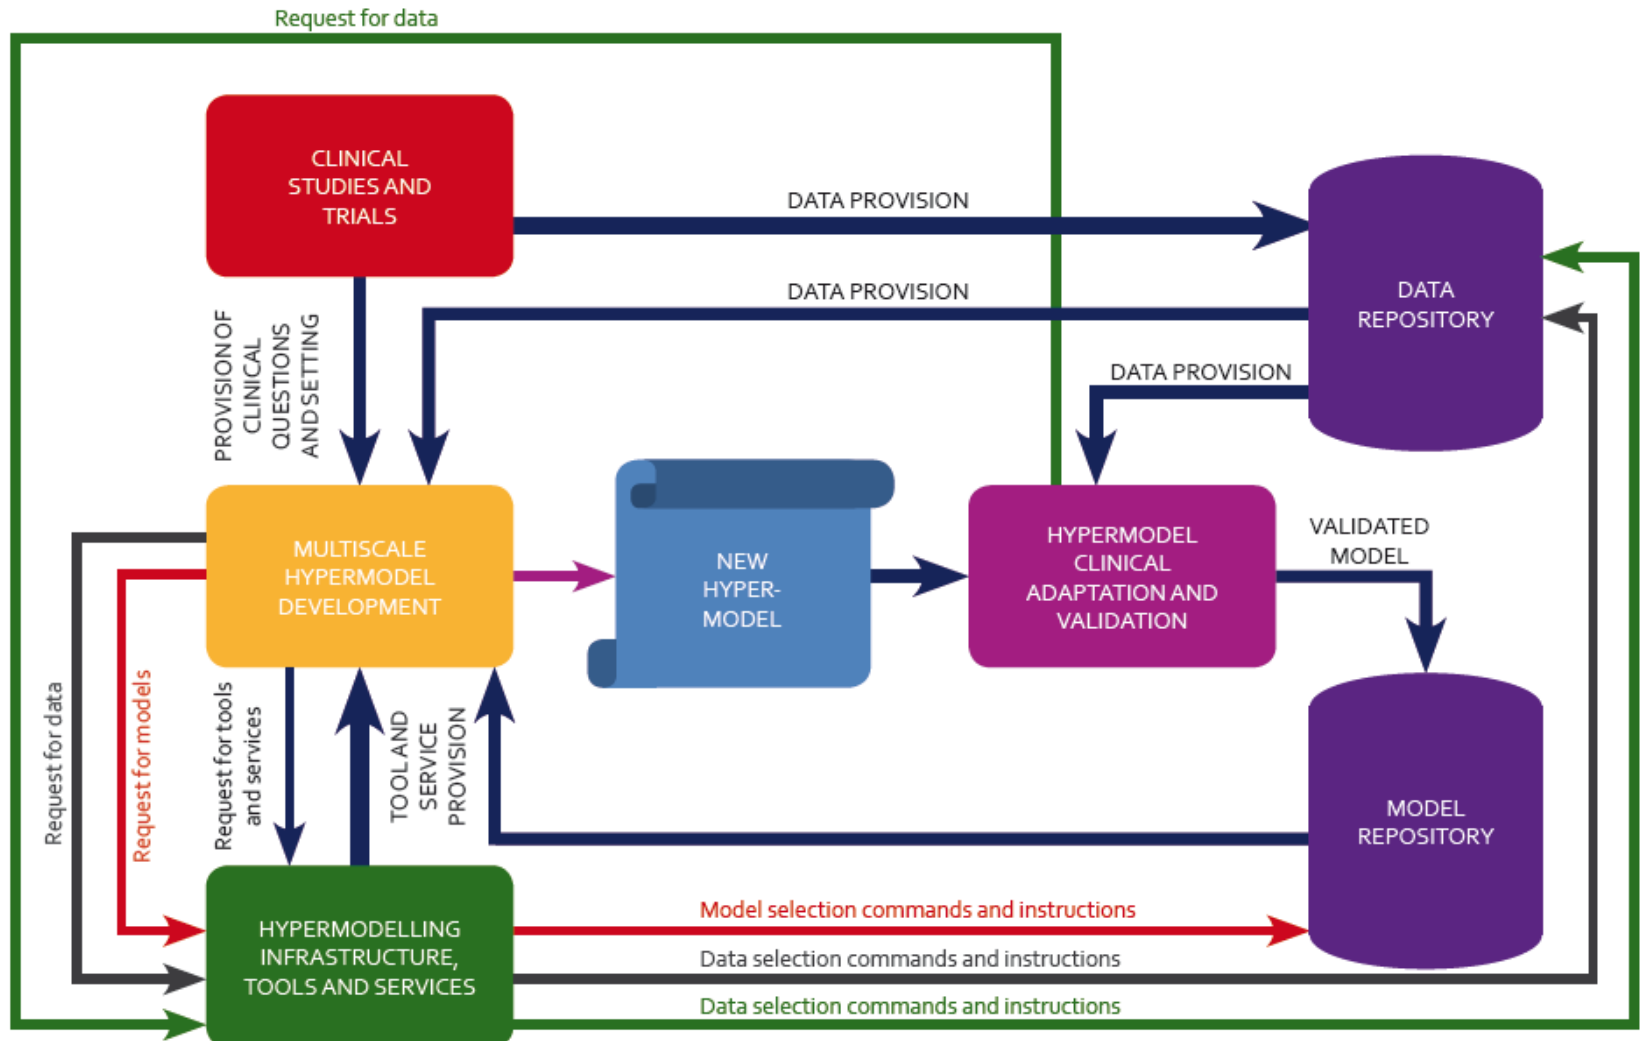 Request for data
CLINICAL
STUDIES AND
TRIALS
DATA PROVISION
DATA PROVISION
DATA
REPOSITORY
PROVISION OF
CLINICAL
QUESTIONS
AND SETTING
DATA PROVISION
MULTISCALE
HYPERMODEL
DEVELOPMENT
NEW
HYPER-
MODEL
HYPERMODEL
CLINICAL
ADAPTATION AND
VALIDATION
VALIDATED
MODEL
Request for data
Request for models
Request for tools
and services
TOOL AND
SERVICE
PROVISION
MODEL
REPOSITORY
HYPERMODELLING
INFRASTRUCTURE,
TOOLS AND SERVICES
Model selection commands and instructions
Data selection commands and instructions
Data selection commands and instructions